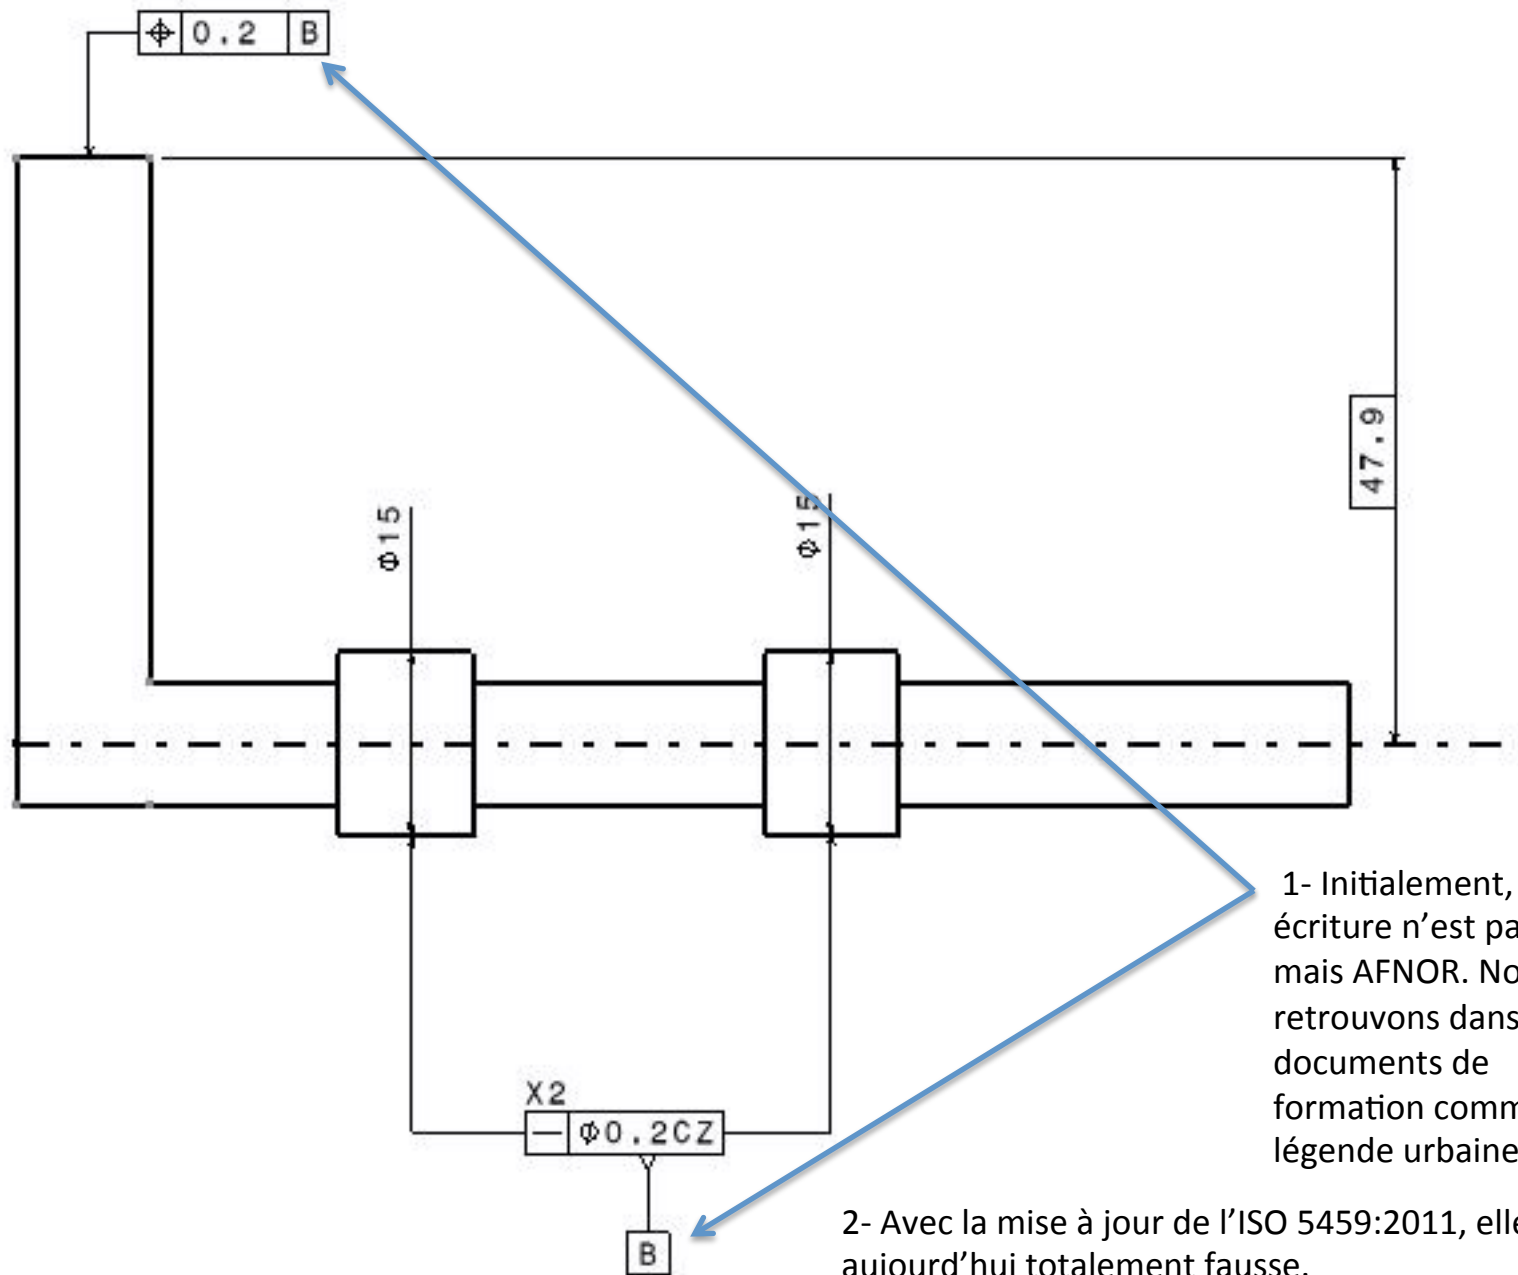 ⌖ 0.2 B
47.9
Φ15
Φ15
1- Initialement,
écriture n’est pa
mais AFNOR. No
retrouvons dans
documents de
formation comm
légende urbaine
X2
— Φ0.2CZ
B
2- Avec la mise à jour de l’ISO 5459:2011, elle
aujourd’hui totalement fausse.